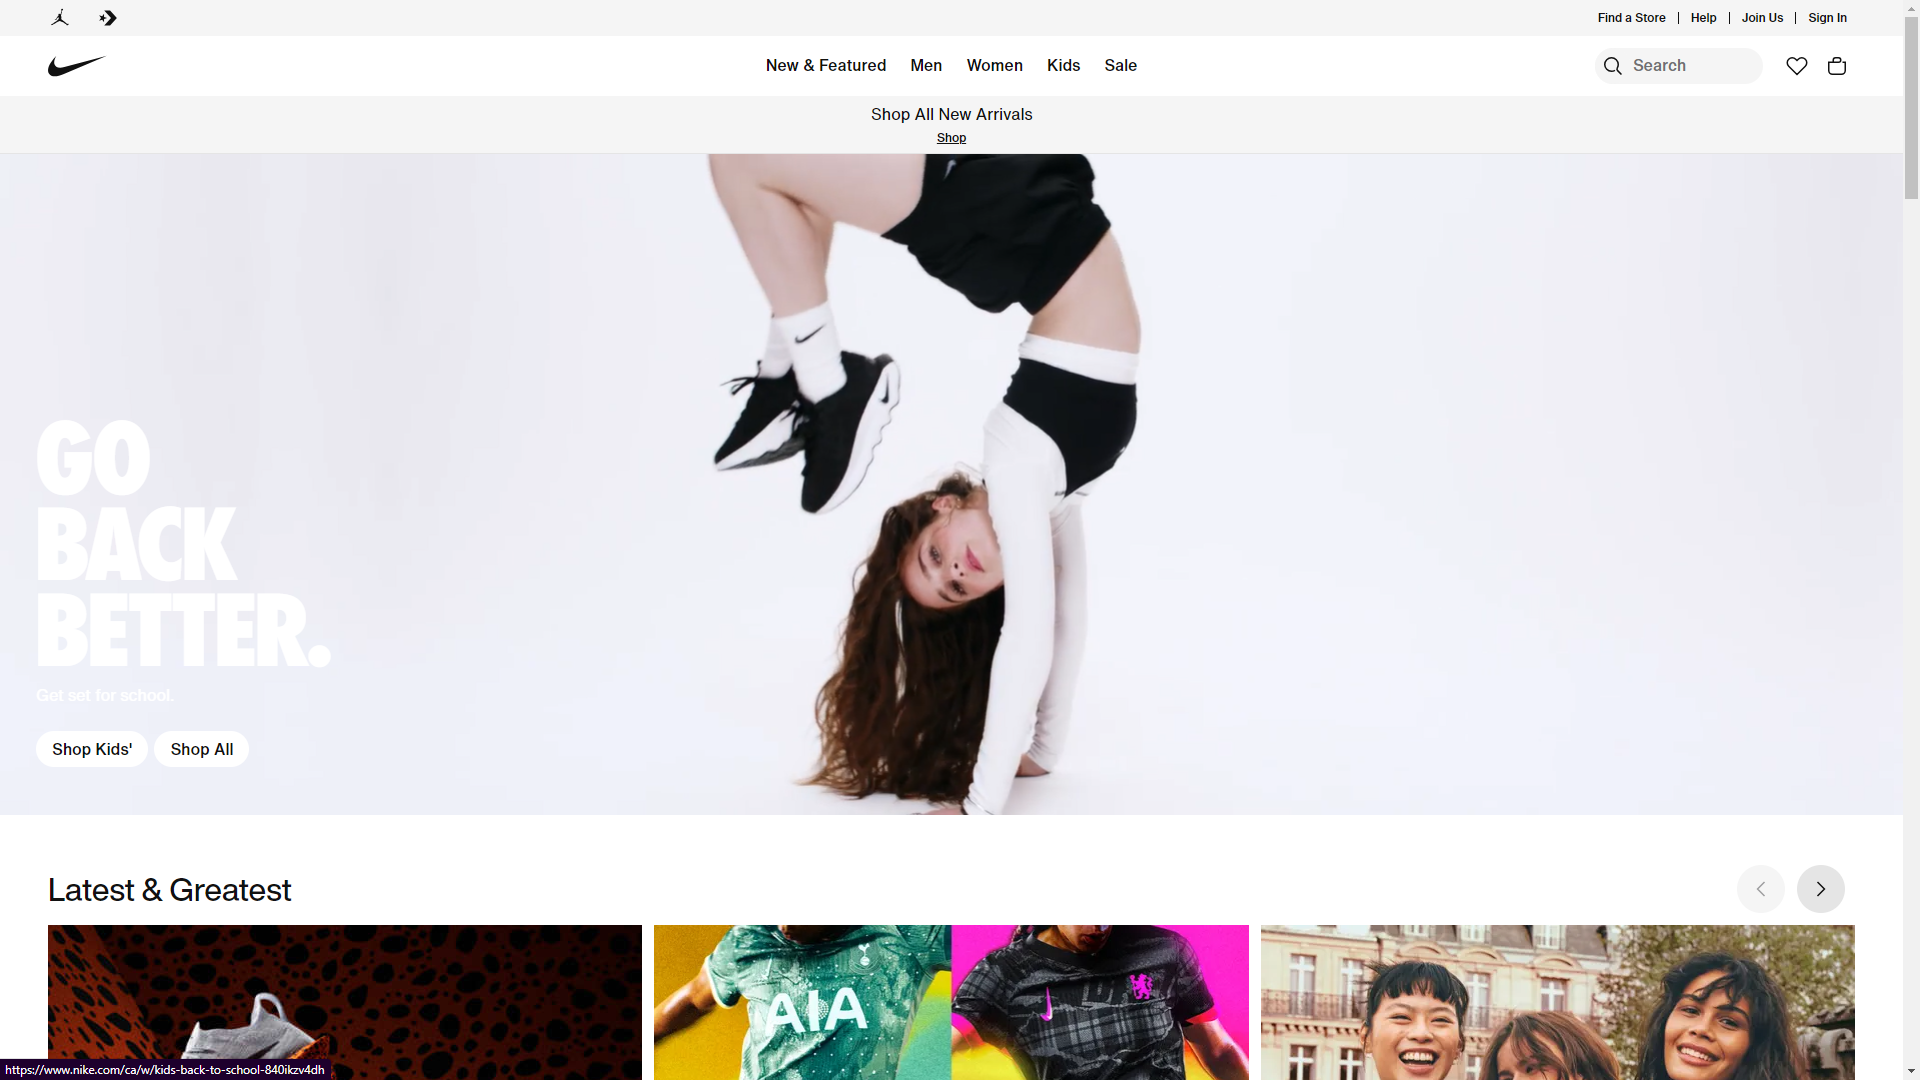 Find a Store | Help | Join Us | Sign In
New & Featured Men Women Kids Sale
Search
Shop All New Arrivals
Shop
GO
BACK
BETTER.
Get set for school.
Shop Kids' Shop All
Latest & Greatest
AIA
https://www.nike.com/ca/w/kids-back-to-school-840ikzv4dh